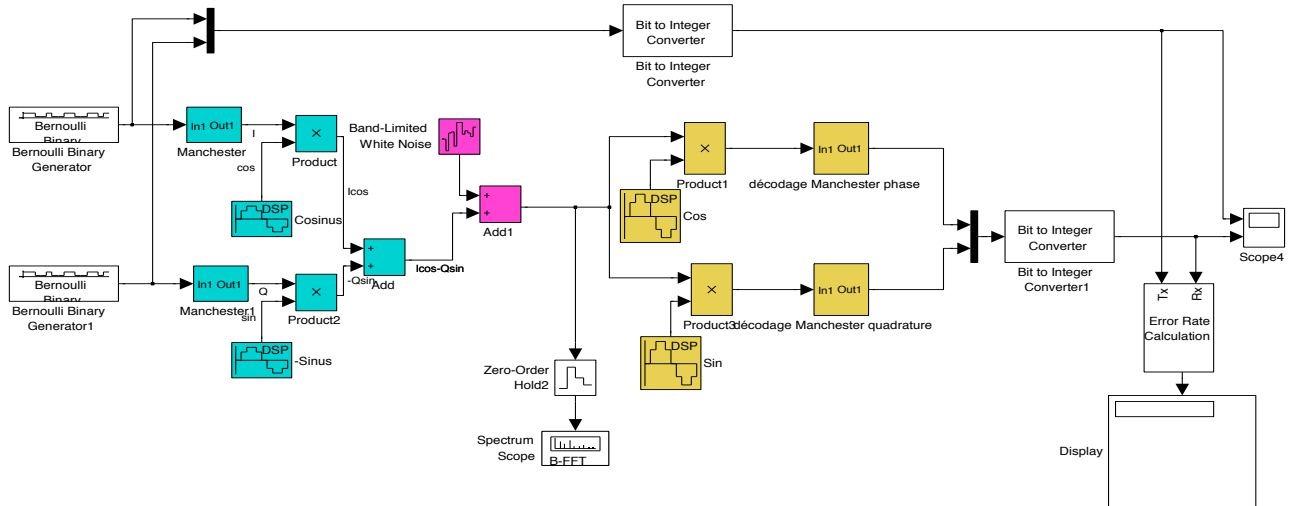 Bit to Integer
Converter
Bit to Integer
Converter
Bernoulli
Binary
Bernoulli Binary
Generator
In1 Out1
Manchester
I
cos
×
Product
Icos
DSP
Cosinus
Band-Limited
White Noise
+
+
Add1
×
Product1
DSP
Cos
In1 Out1
décodage Manchester phase
Bit to Integer
Converter
Bit to Integer
Converter1
Scope4
Bernoulli
Binary
Bernoulli Binary
Generator1
In1 Out1
Manchester1
Q
sin
×
Product2
-Qsin
+
+
Add
Icos-Qsin
DSP
-Sinus
×
Product3
DSP
Sin
In1 Out1
décodage Manchester quadrature
Tx
Rx
Error Rate
Calculation
Zero-Order
Hold2
Spectrum
Scope
B-FFT
Display